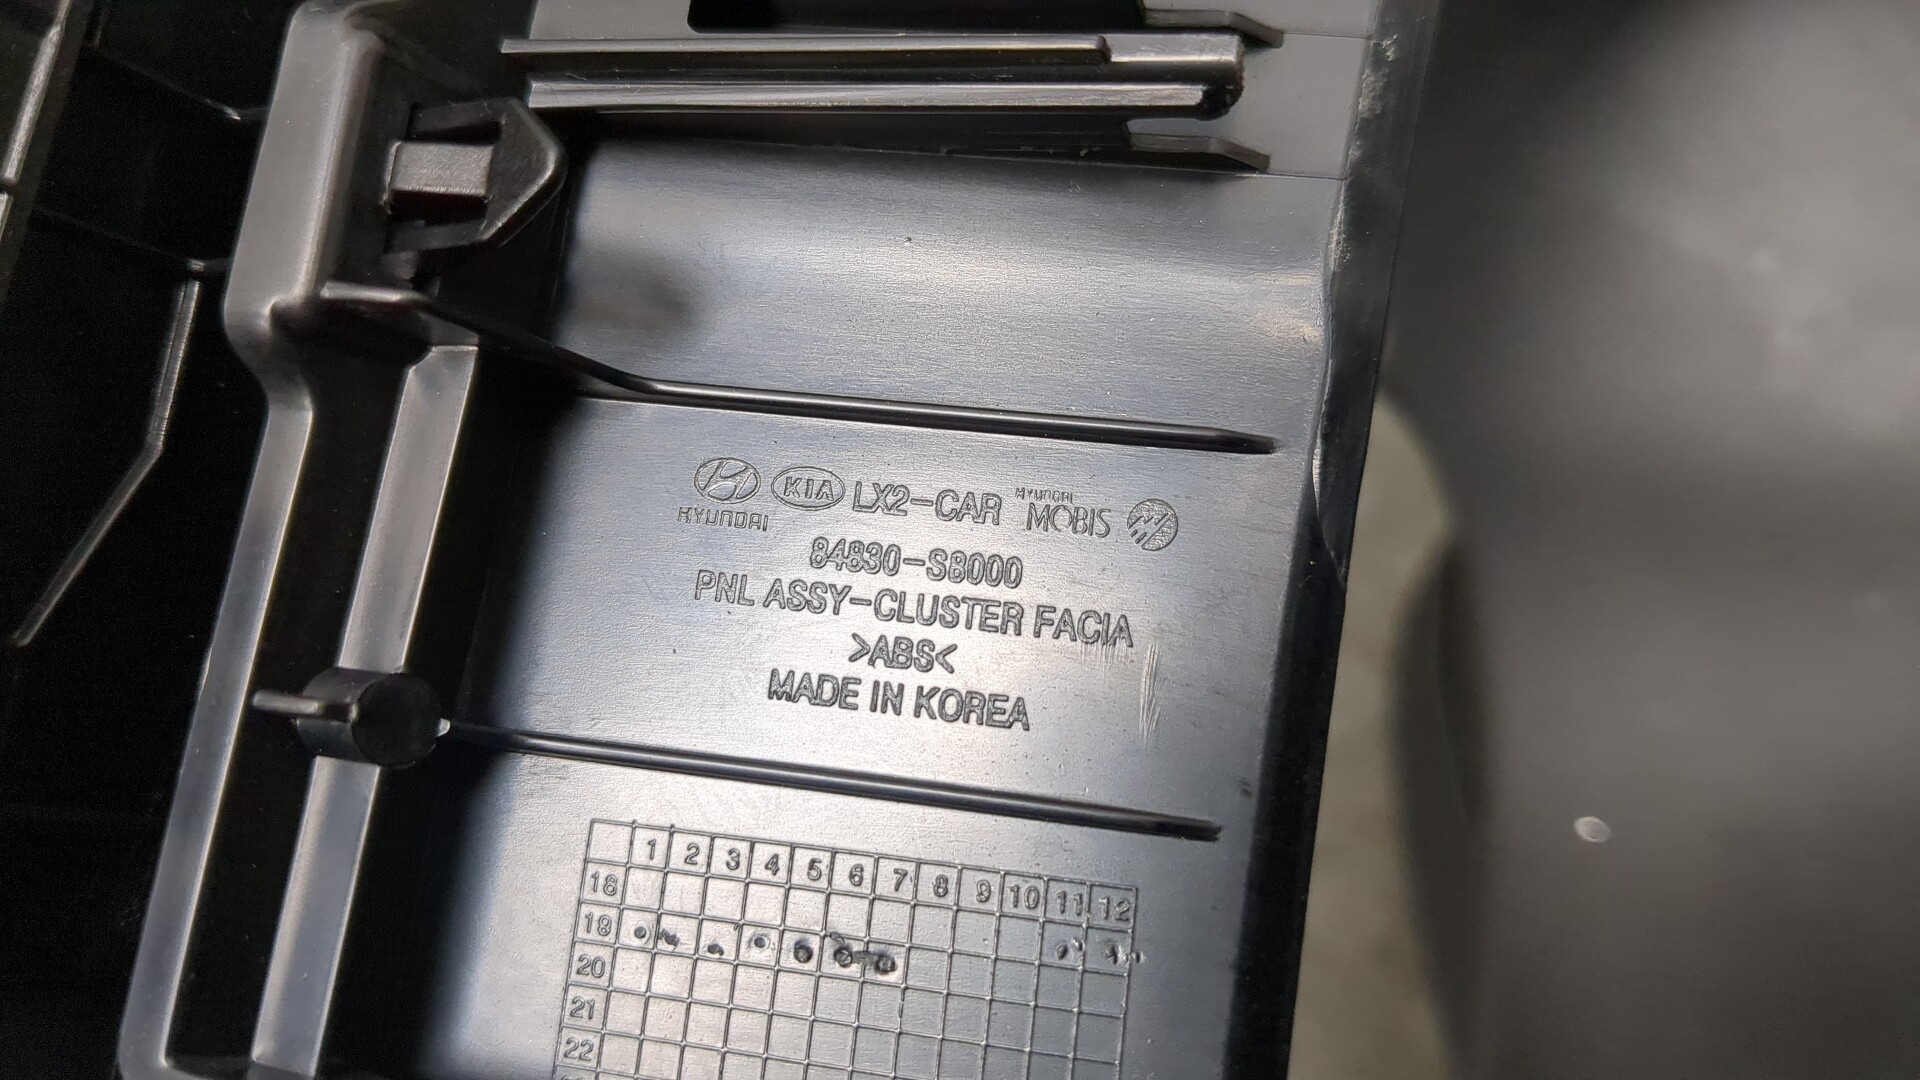 KIA LX2-CAR HYUNDAI MOBIS
HYUNDAI
84830-S8000
PNL ASSY-CLUSTER FACIA
>ABS<
MADE IN KOREA
1 2 3 4 5 6 7 8 9 10 11 12
18
19
20
21
22